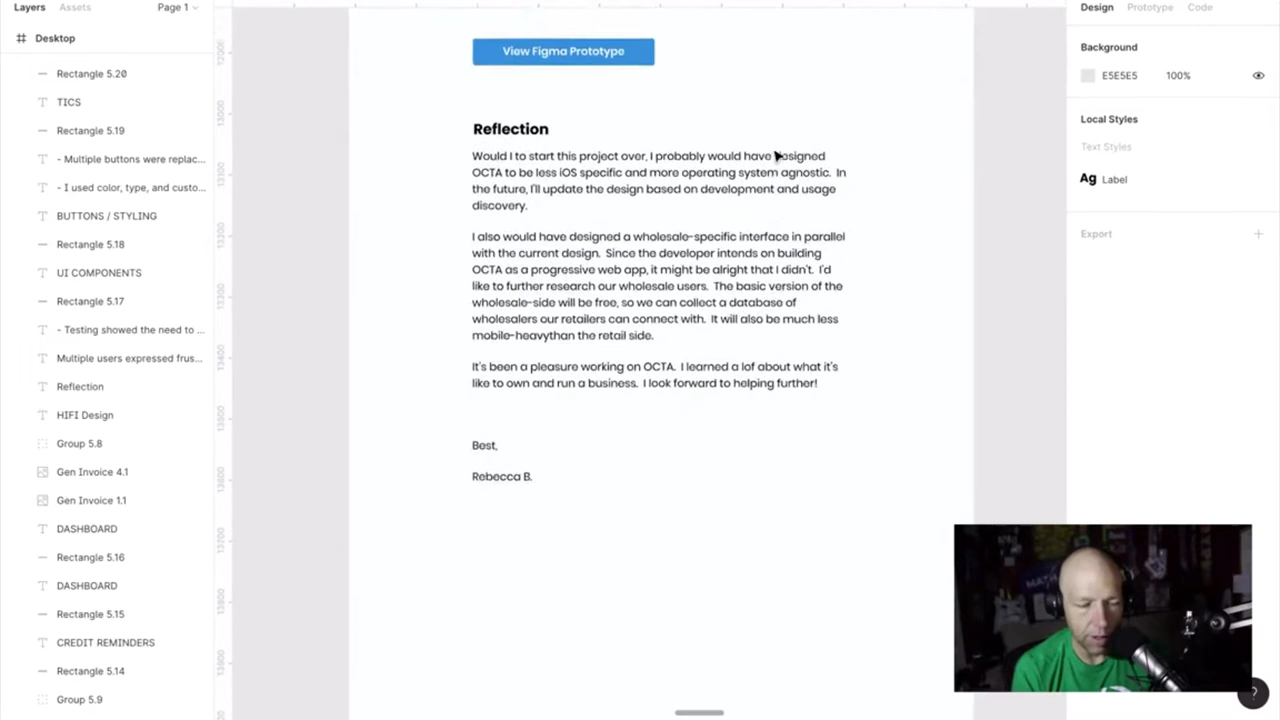 Layers
Assets
Page 1
Desktop
Rectangle 5.20
TICS
Rectangle 5.19
- Multiple buttons were replac...
- I used color, type, and custo...
BUTTONS / STYLING
Rectangle 5.18
UI COMPONENTS
Rectangle 5.17
- Testing showed the need to ...
Multiple users expressed frus...
Reflection
HIFI Design
Group 5.8
Gen Invoice 4.1
Gen Invoice 1.1
DASHBOARD
Rectangle 5.16
DASHBOARD
Rectangle 5.15
CREDIT REMINDERS
Rectangle 5.14
Group 5.9
View Figma Prototype
Reflection
Would I to start this project over, I probably would have designed
OCTA to be less iOS specific and more operating system agnostic. In
the future, I'll update the design based on development and usage
discovery.
I also would have designed a wholesale-specific interface in parallel
with the current design. Since the developer intends on building
OCTA as a progressive web app, it might be alright that I didn't. I'd
like to further research our wholesale users. The basic version of the
wholesale-side will be free, so we can collect a database of
wholesalers our retailers can connect with. It will also be much less
mobile-heavythan the retail side.
It's been a pleasure working on OCTA. I learned a lof about what it's
like to own and run a business. I look forward to helping further!
Best,
Rebecca B.
Design
Prototype
Code
Background
E5E5E5
100%
Local Styles
Text Styles
Ag Label
Export
?